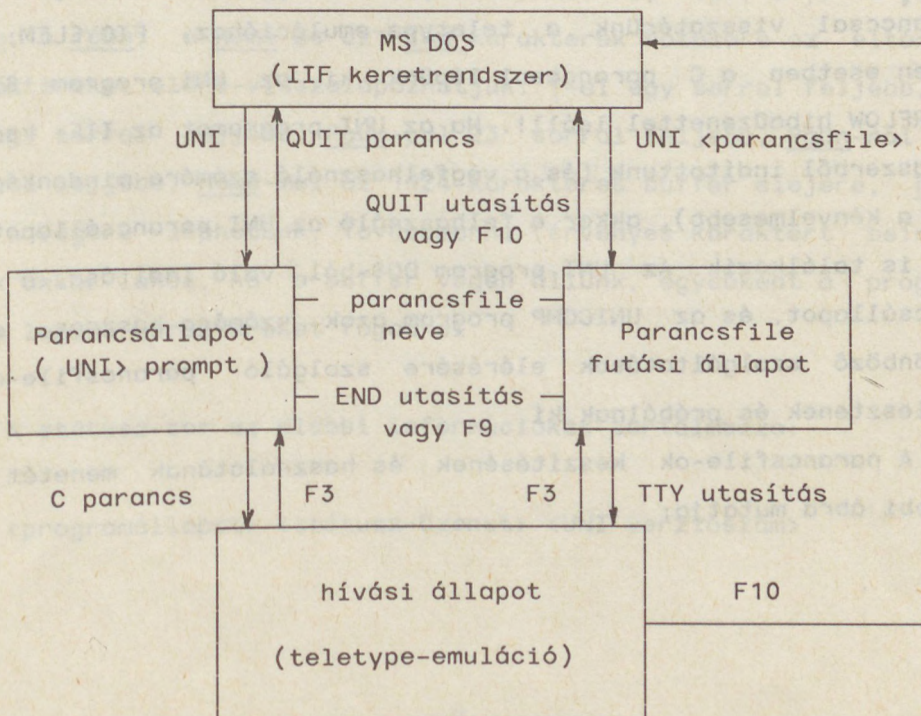 MS DOS
(IIF keretrendszer)
UNI
QUIT parancs
UNI <parancsfile>
QUIT utasítás
vagy F10
Parancsállapot
( UNI> prompt )
parancsfile
neve
Parancsfile
futási állapot
END utasítás
vagy F9
C parancs
F3
F3
TTY utasítás
hívási állapot
(teletype-emuláció)
F10